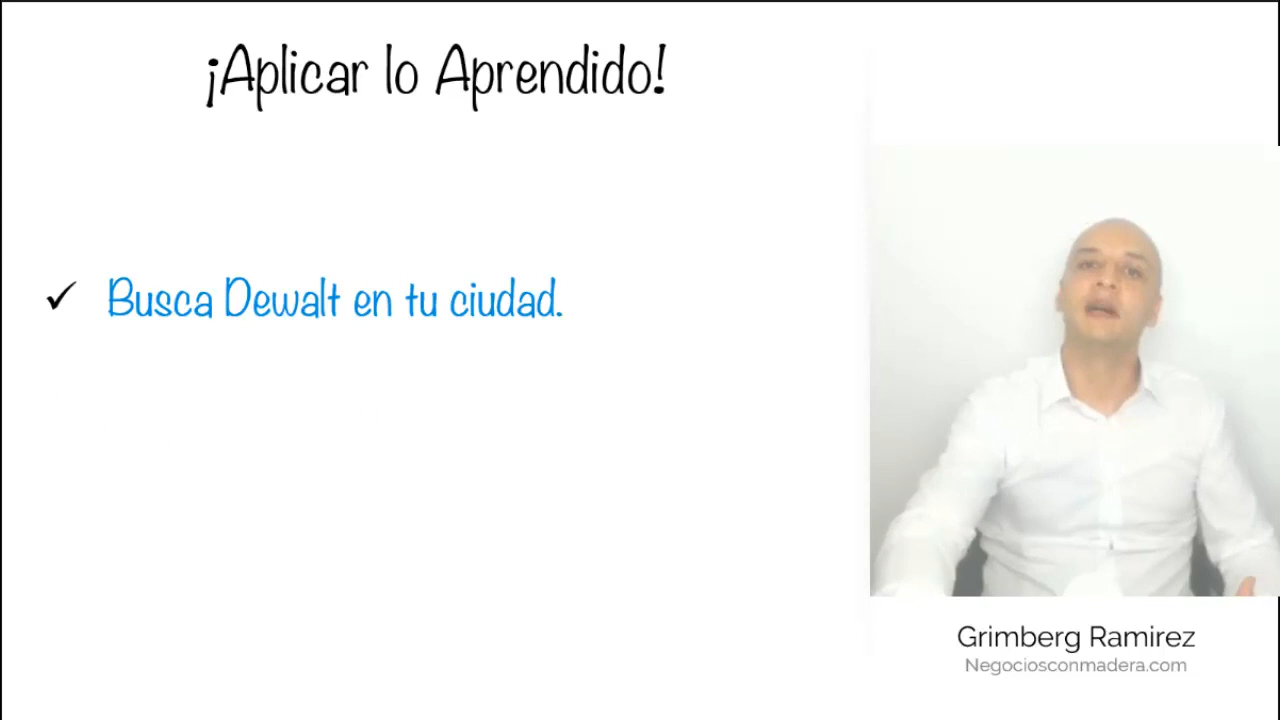 ¡Aplicar lo Aprendido!
✓ Busca Dewalt en tu ciudad.
Grimberg Ramirez
Negociosconmadera.com